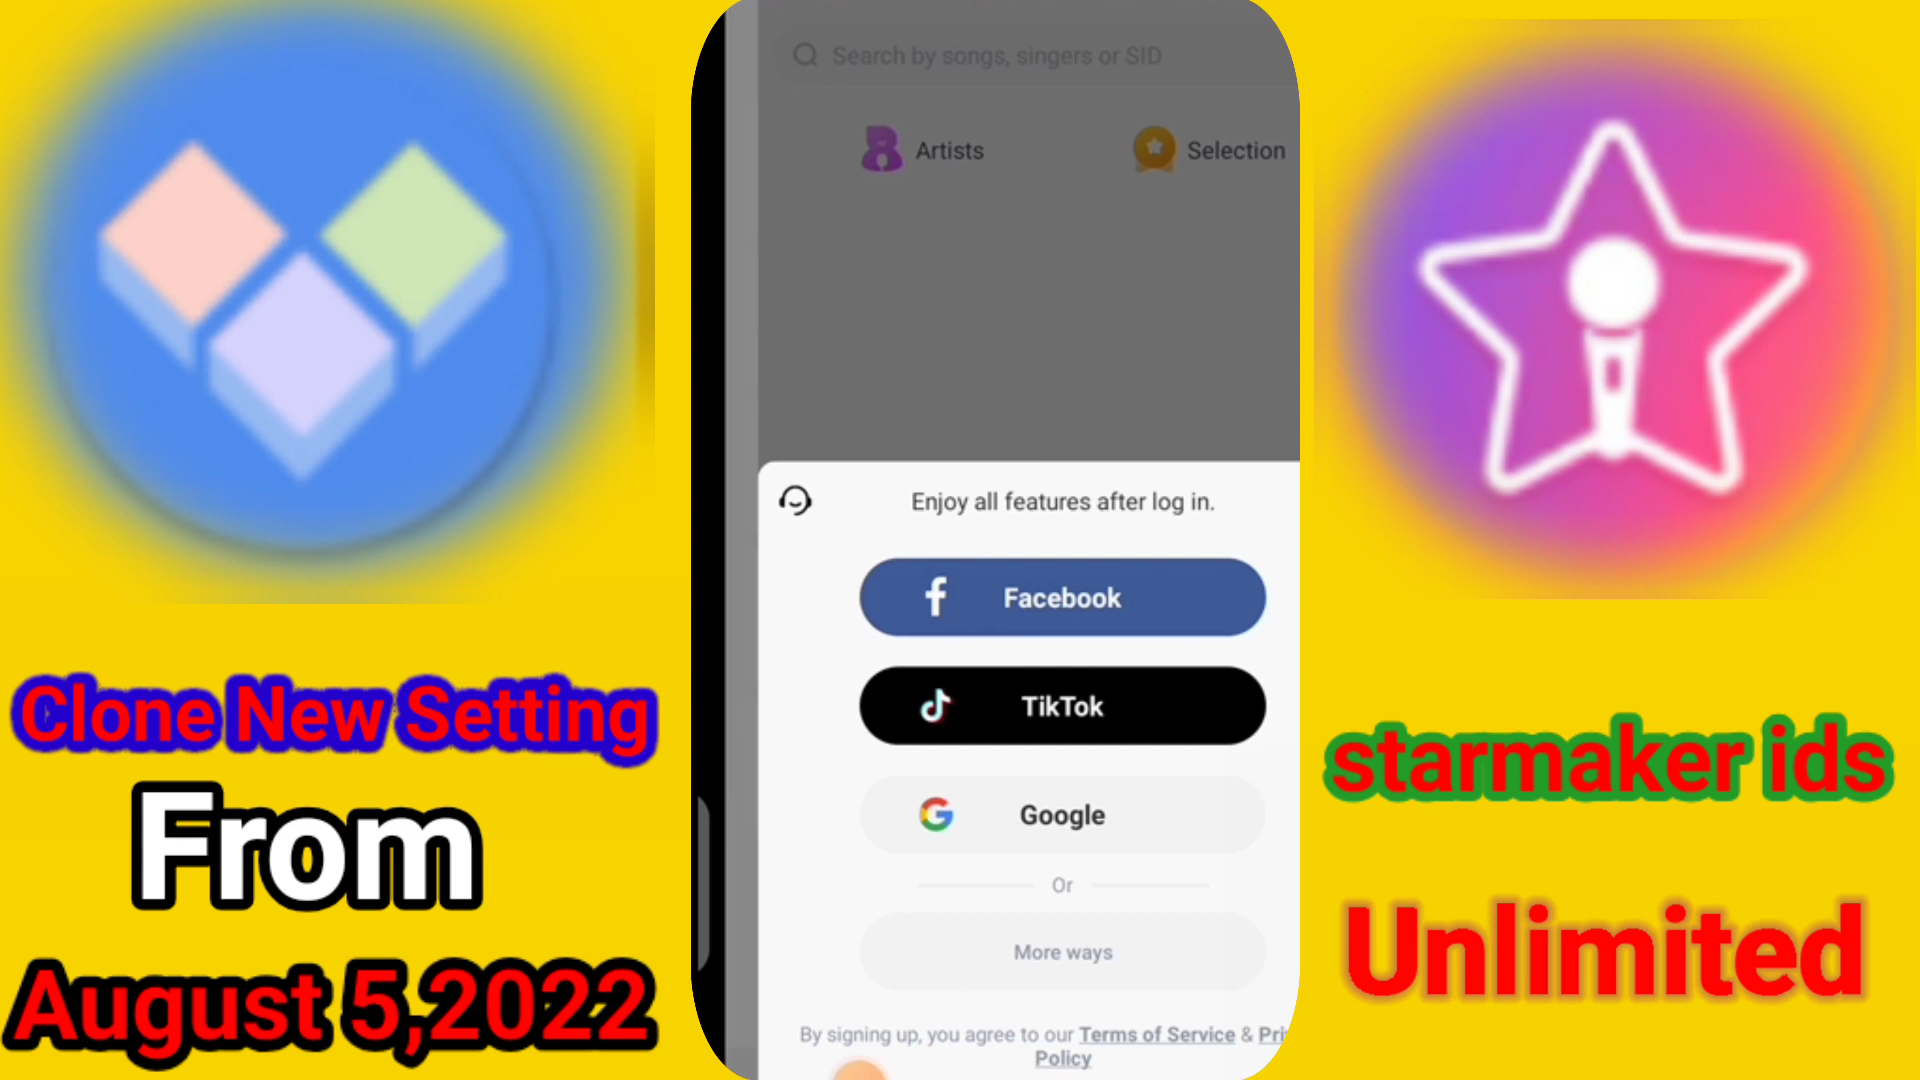 Search by songs, singers or SID
Artists
Selection
Enjoy all features after log in.
Facebook
TikTok
Google
Or
More ways
By signing up, you agree to our Terms of Service & Pri
Policy
Clone New Setting
From
August 5,2022
starmaker ids
Unlimited